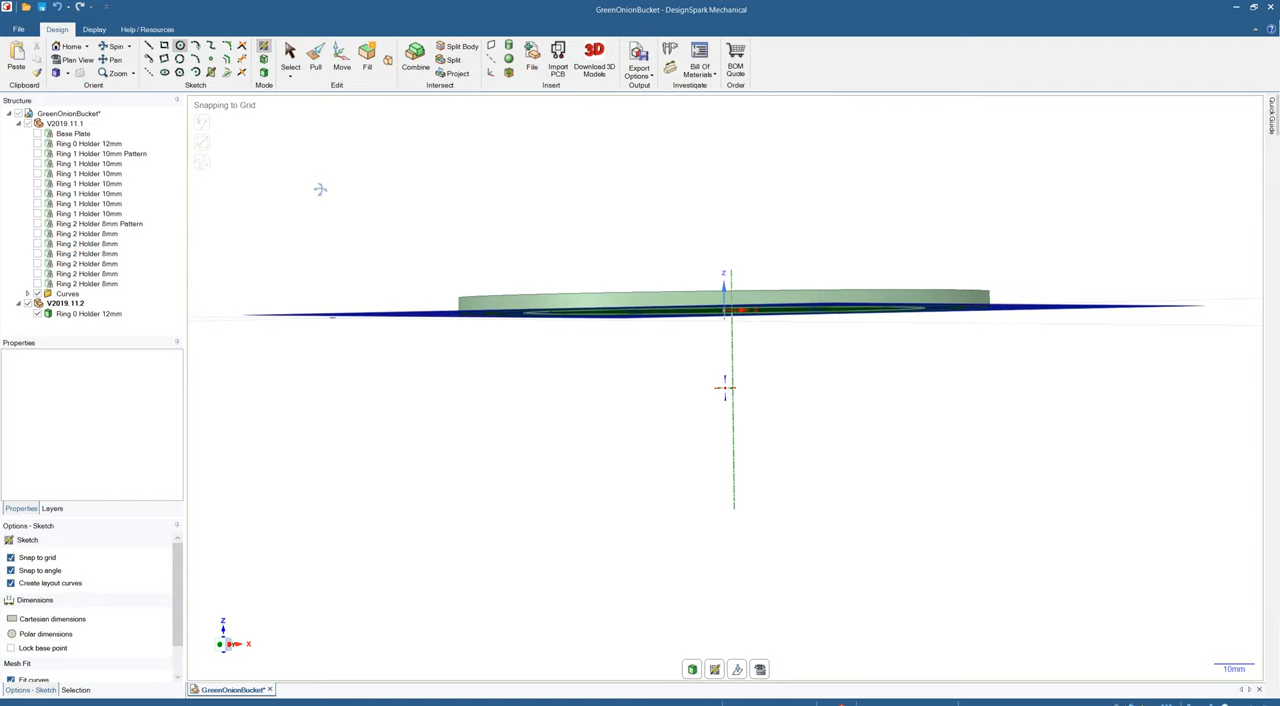 GreenOnionBucket - DesignSpark Mechanical
File
Design
Display
Help / Resources
Paste
Home
Plan View
Spin
Pan
Zoom
Select
Pull
Move
Fill
Combine
Split Body
Split
Project
File
Import
PCB
Download 3D
Models
Export
Options
Bill Of
Materials
BOM
Quote
Clipboard
Orient
Sketch
Mode
Edit
Intersect
Insert
Output
Investigate
Order
Structure
GreenOnionBucket*
V2019.11.1
Base Plate
Ring 0 Holder 12mm
Ring 1 Holder 10mm Pattern
Ring 1 Holder 10mm
Ring 1 Holder 10mm
Ring 1 Holder 10mm
Ring 1 Holder 10mm
Ring 1 Holder 10mm
Ring 1 Holder 10mm
Ring 2 Holder 8mm Pattern
Ring 2 Holder 8mm
Ring 2 Holder 8mm
Ring 2 Holder 8mm
Ring 2 Holder 8mm
Ring 2 Holder 8mm
Ring 2 Holder 8mm
Curves
V2019.11.2
Ring 0 Holder 12mm
Properties
Properties
Layers
Options - Sketch
Sketch
Snap to grid
Snap to angle
Create layout curves
Dimensions
Cartesian dimensions
Polar dimensions
Lock base point
Mesh Fit
Fit curves
Options - Sketch
Selection
Snapping to Grid
Quick Guide
Z
Z
X
10mm
GreenOnionBucket*